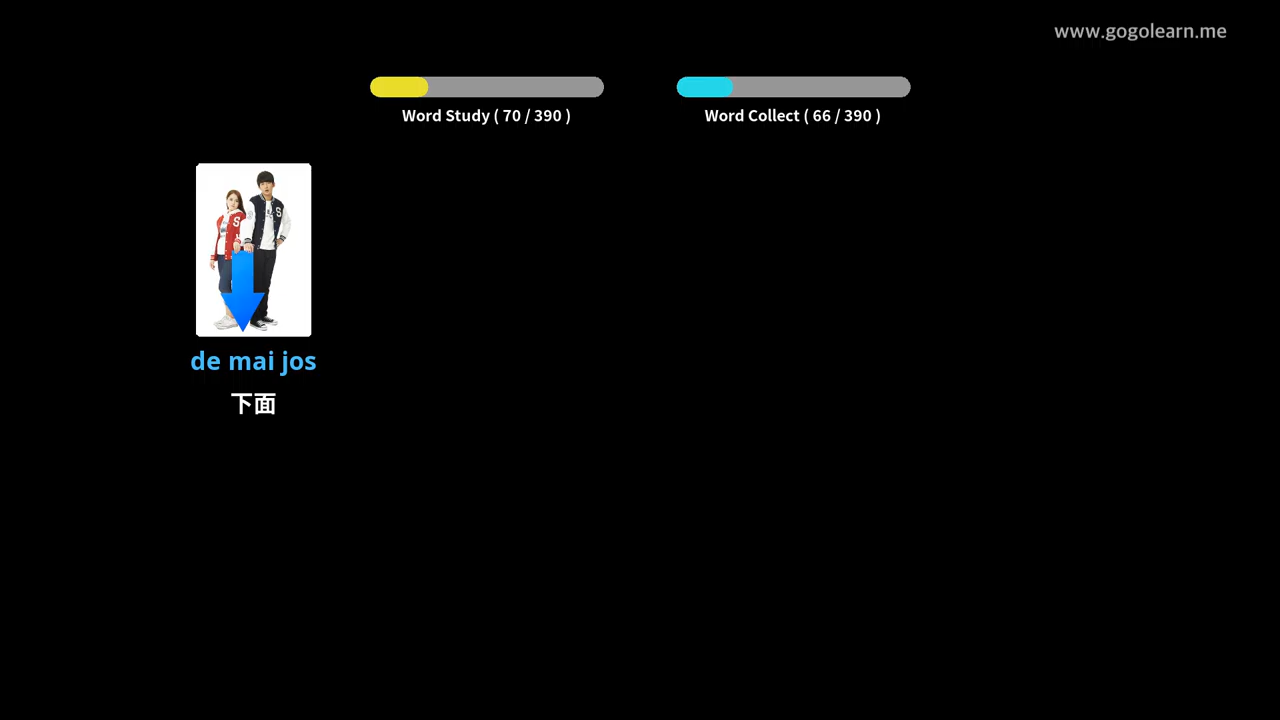 www.gogolearn.me
Word Study ( 70 / 390 )
Word Collect ( 66 / 390 )
S
S
de mai jos
下面